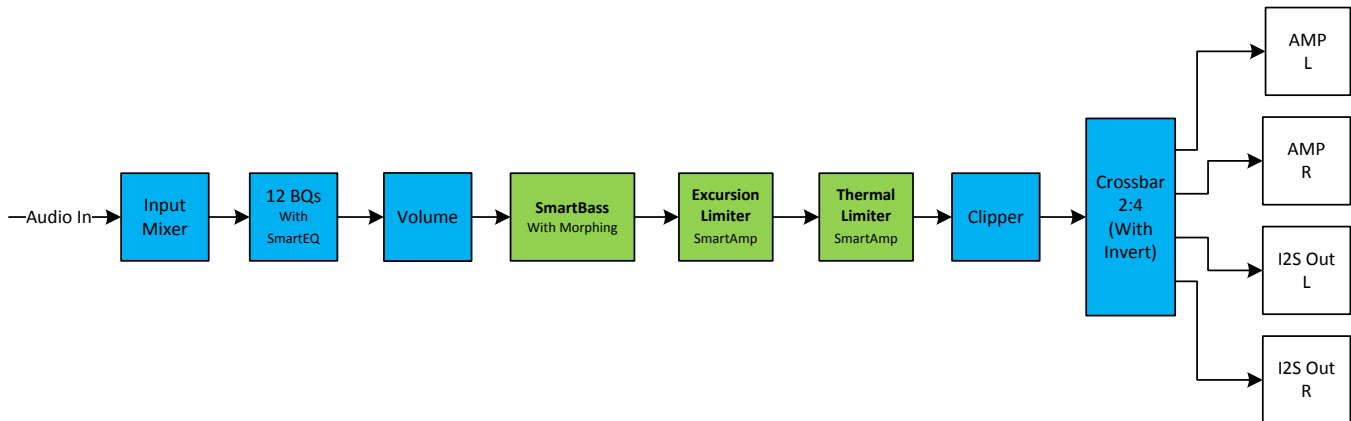 Audio In
Input
Mixer
12 BQs
With
SmartEQ
Volume
SmartBass
With Morphing
Excursion
Limiter
SmartAmp
Thermal
Limiter
SmartAmp
Clipper
Crossbar
2:4
(With
Invert)
AMP
L
AMP
R
I2S Out
L
I2S Out
R